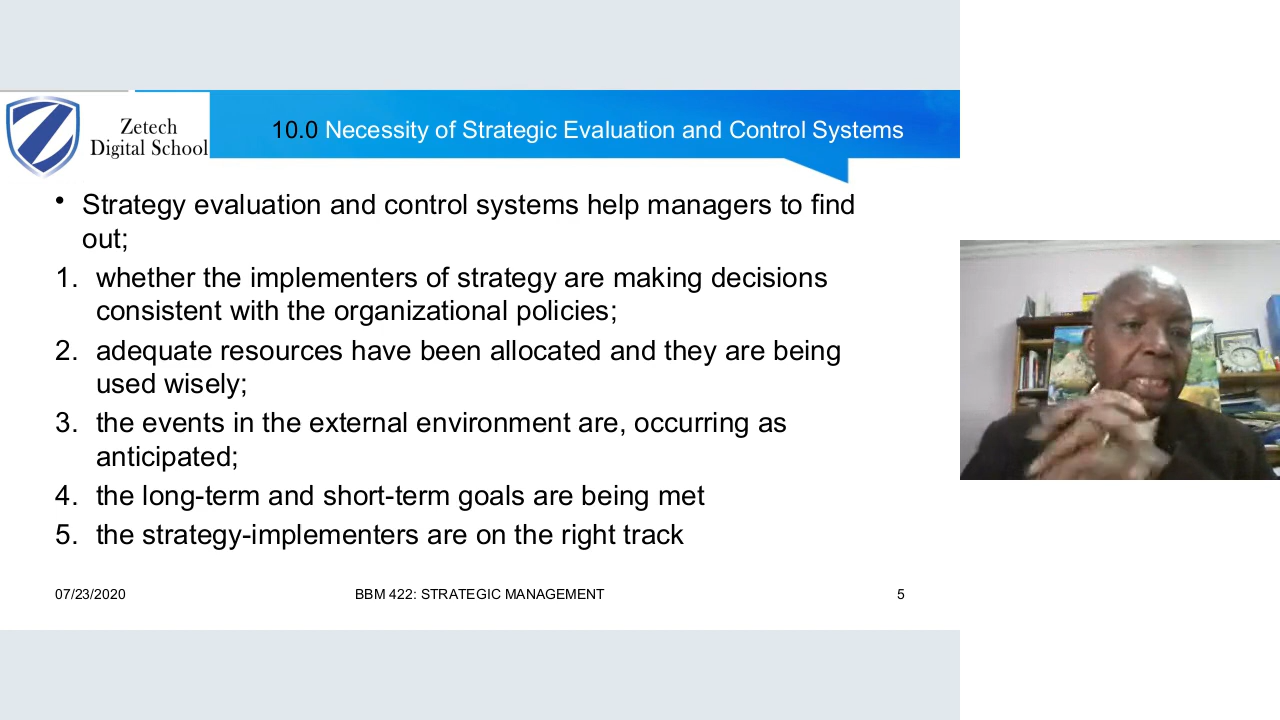 Zetech
Digital School
10.0 Necessity of Strategic Evaluation and Control Systems
• Strategy evaluation and control systems help managers to find
out;
1. whether the implementers of strategy are making decisions
consistent with the organizational policies;
2. adequate resources have been allocated and they are being
used wisely;
3. the events in the external environment are, occurring as
anticipated;
4. the long-term and short-term goals are being met
5. the strategy-implementers are on the right track
07/23/2020
BBM 422: STRATEGIC MANAGEMENT
5